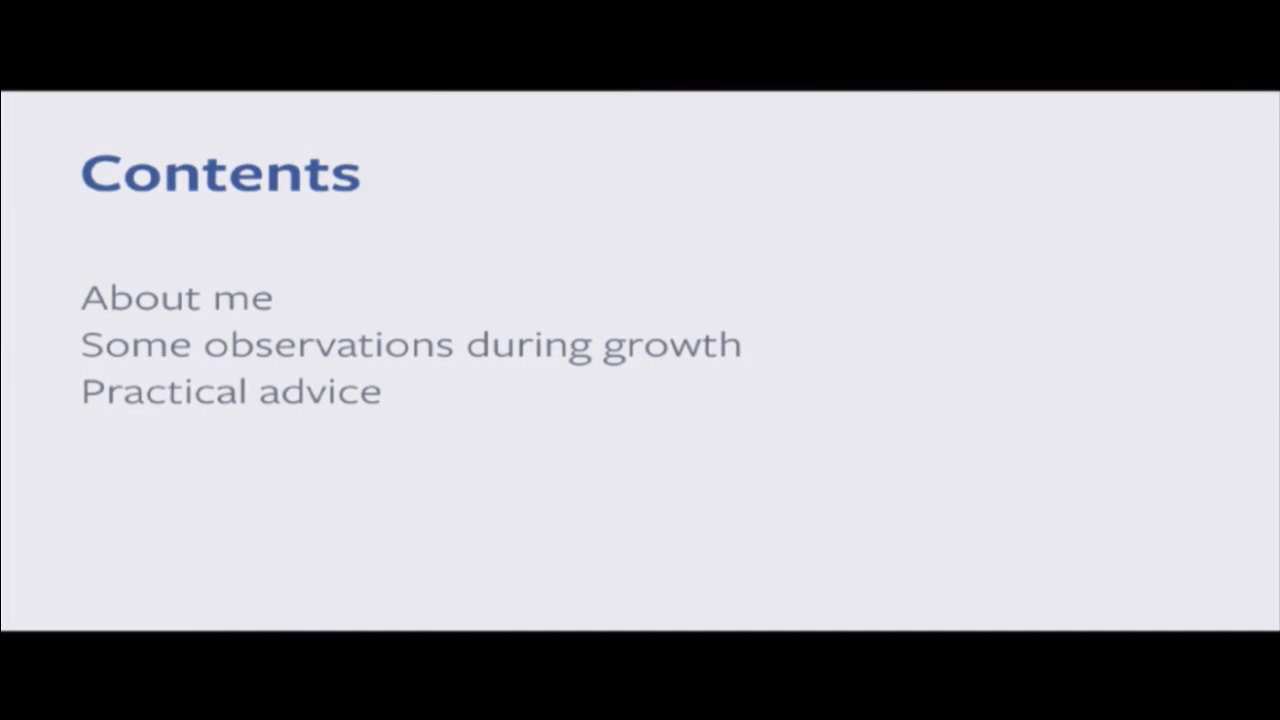 Contents
About me
Some observations during growth
Practical advice